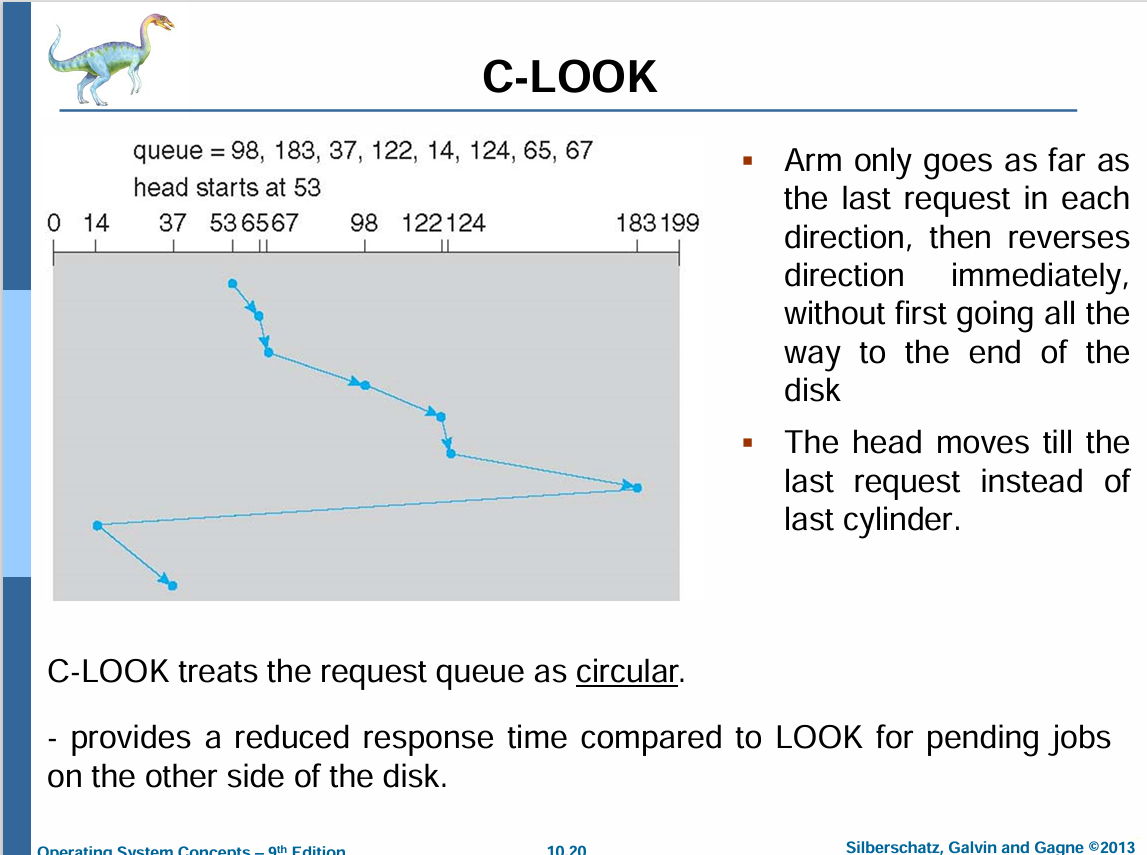 C-LOOK
queue = 98, 183, 37, 122, 14, 124, 65, 67
head starts at 53
0 14 37 53 65 67 98 122 124 183 199
▪ Arm only goes as far as
the last request in each
direction, then reverses
direction immediately,
without first going all the
way to the end of the
disk
▪ The head moves till the
last request instead of
last cylinder.
C-LOOK treats the request queue as circular.
- provides a reduced response time compared to LOOK for pending jobs
on the other side of the disk.
Operating System Concepts – 9th Edition
10.20
Silberschatz, Galvin and Gagne ©2013